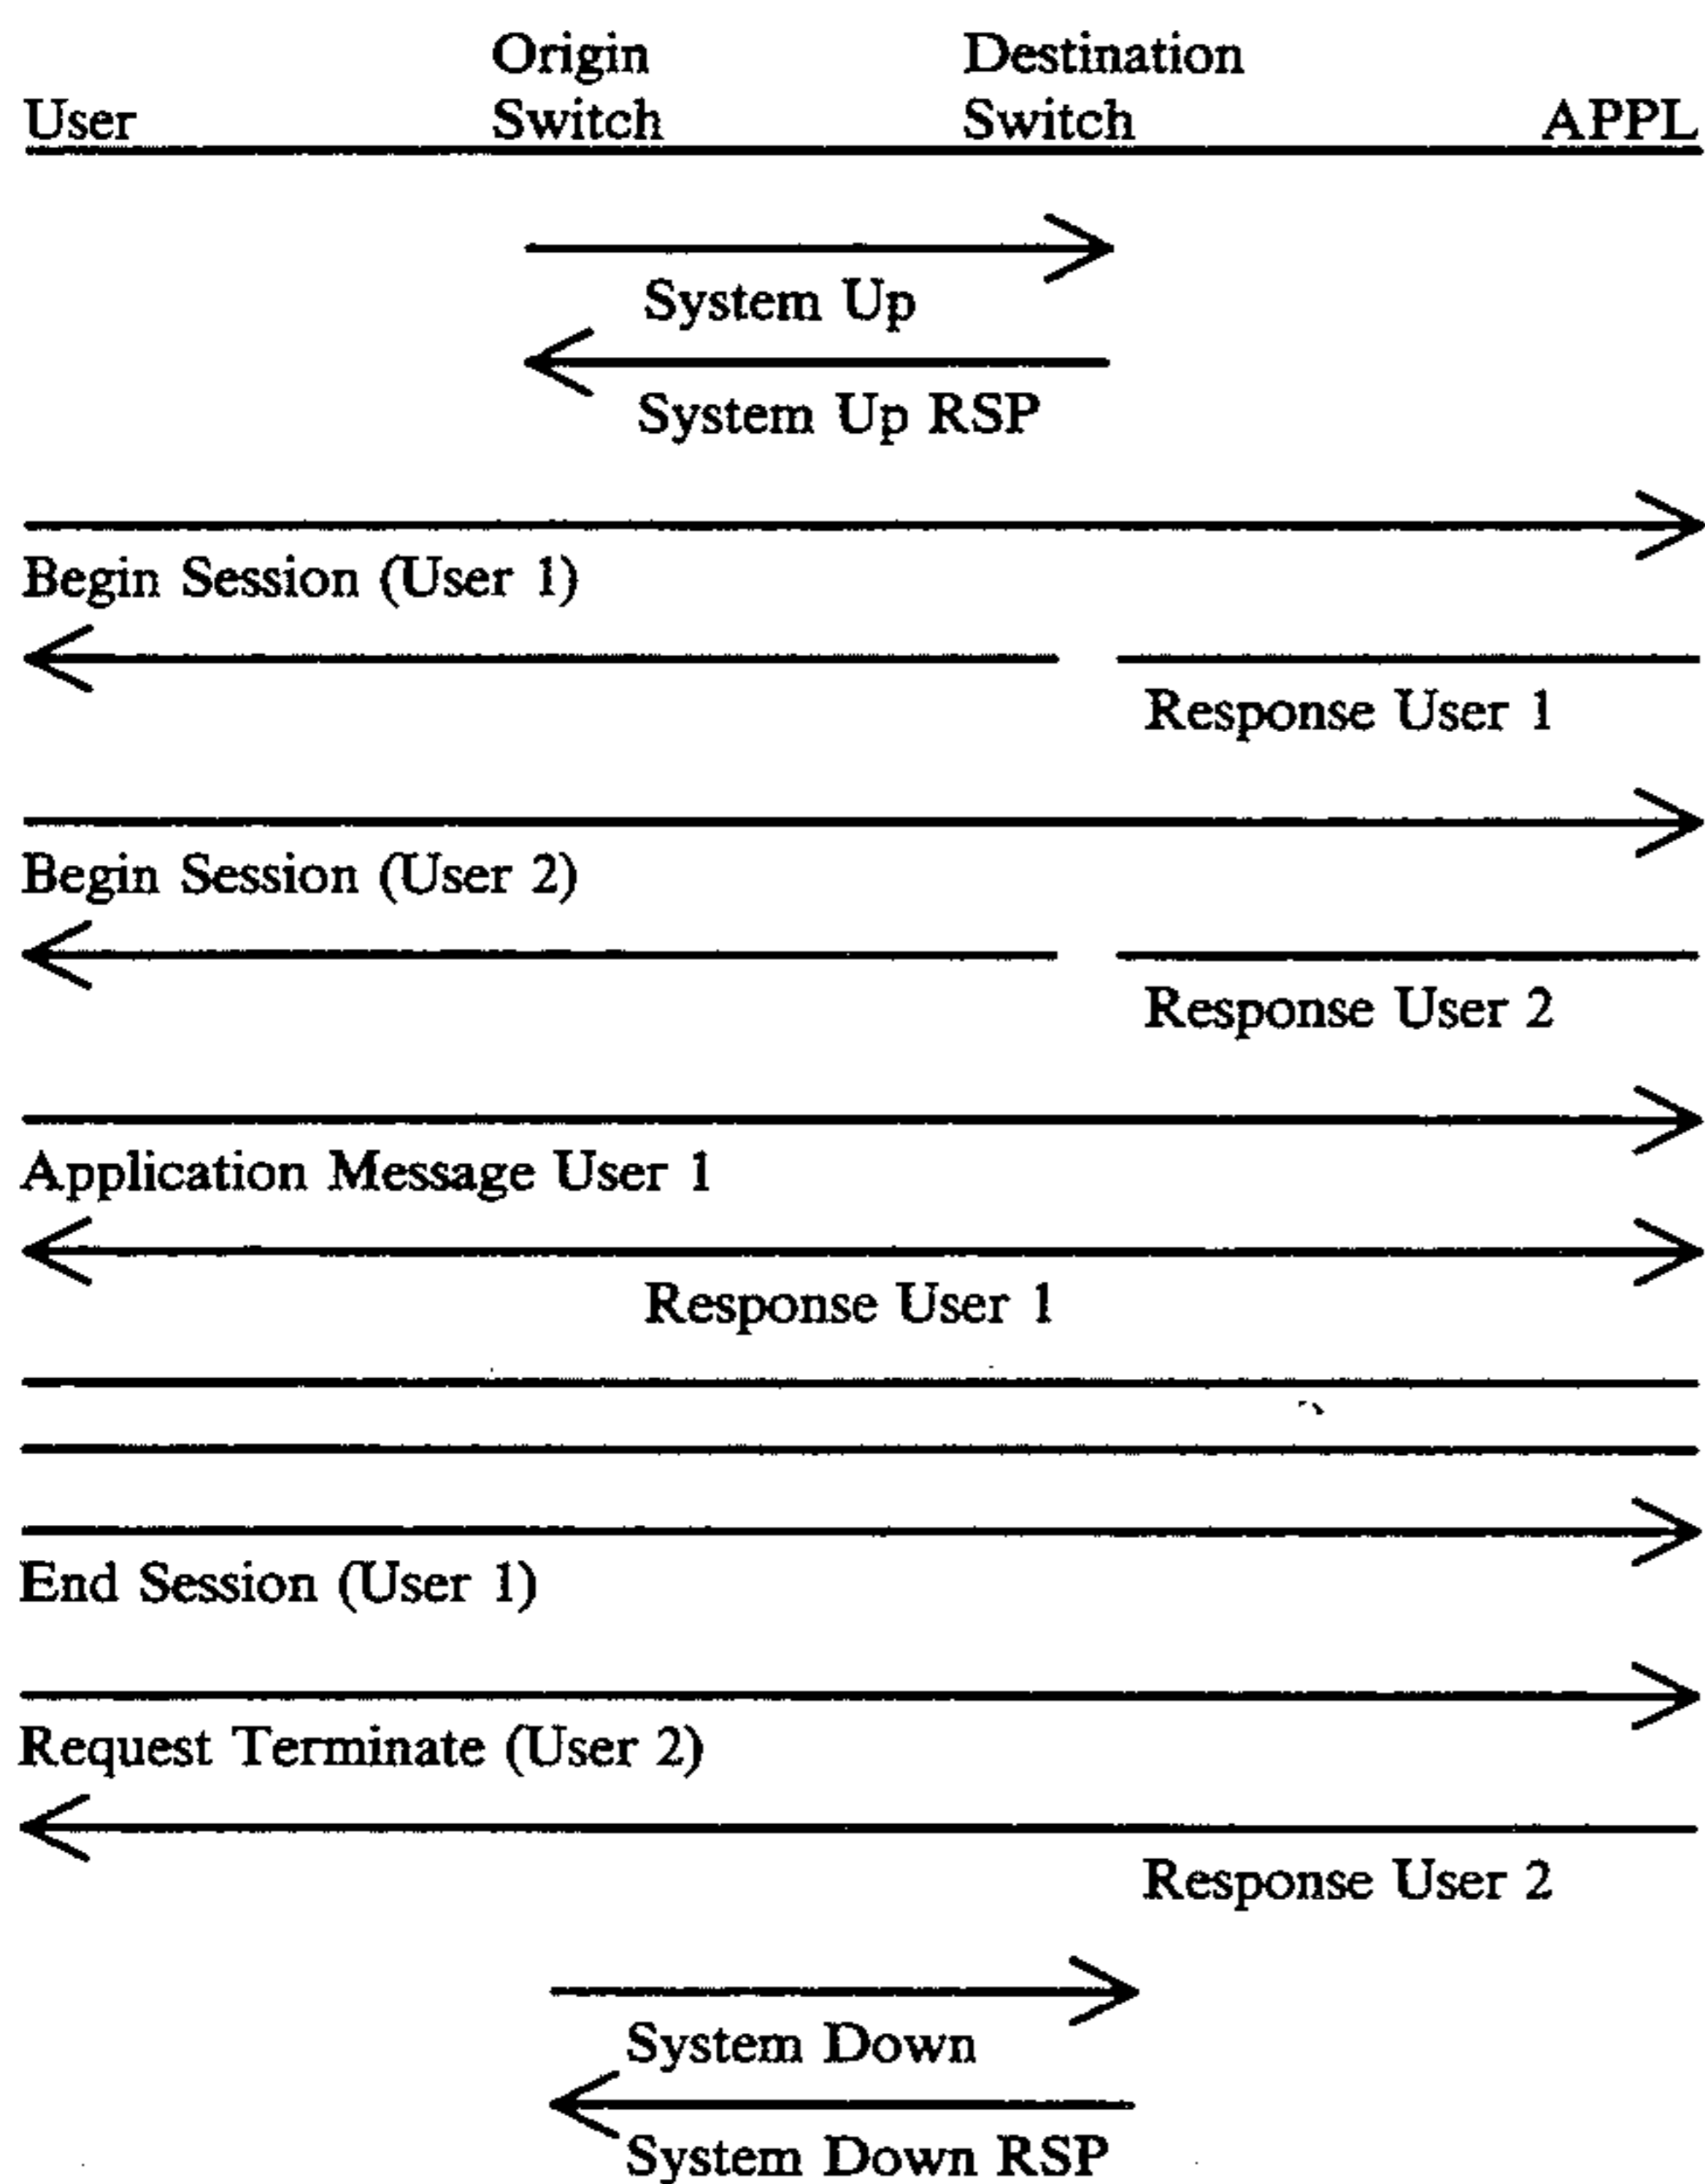 Origin Destination
User Switch Switch APPL
System Up
System Up RSP
Begin Session (User 1)
Response User 1
Begin Session (User 2)
Response User 2
Application Message User 1
Response User 1
End Session (User 1)
Request Terminate (User 2)
Response User 2
System Down
System Down RSP